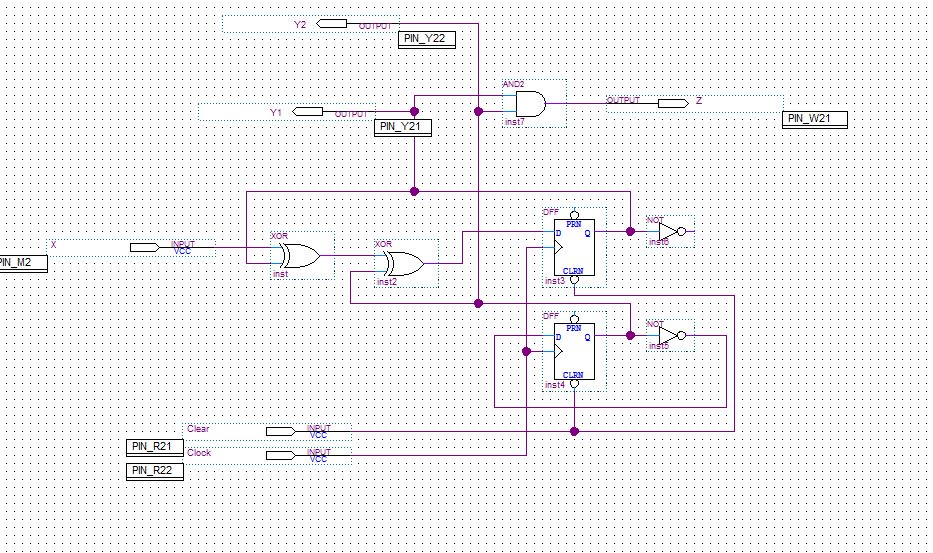 Y2 OUTPUT
PIN_Y22
AND2
OUTPUT Z
Y1 OUTPUT
inst7
PIN_W21
PIN_Y21
DFF
PRN
NOT
D Q
inst6
XOR
X INPUT
VCC
XOR
PIN_M2
inst
CLRN
inst2
inst3
DFF
PRN
NOT
D Q
inst5
CLRN
inst4
Clear INPUT
VCC
PIN_R21
Clock INPUT
VCC
PIN_R22